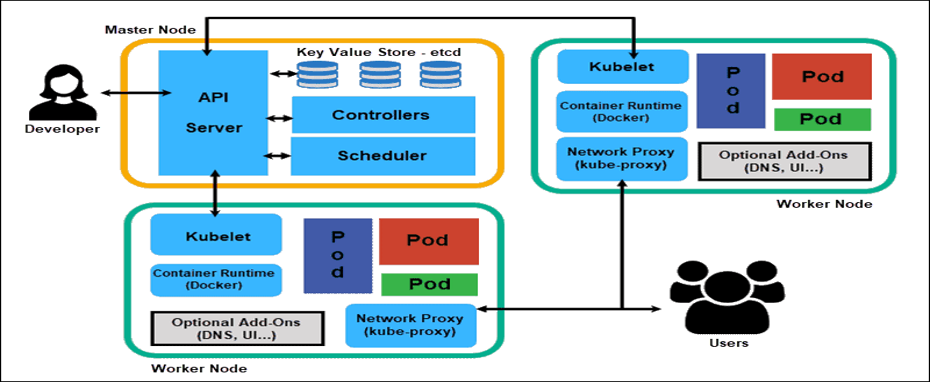 Master Node
Key Value Store - etcd
API
Server
Controllers
Scheduler
Developer
Kubelet
Container Runtime
(Docker)
Network Proxy
(kube-proxy)
P
o
d
Pod
Pod
Optional Add-Ons
(DNS, UI...)
Worker Node
Kubelet
Container Runtime
(Docker)
P
o
d
Pod
Pod
Optional Add-Ons
(DNS, UI...)
Network Proxy
(kube-proxy)
Worker Node
Users